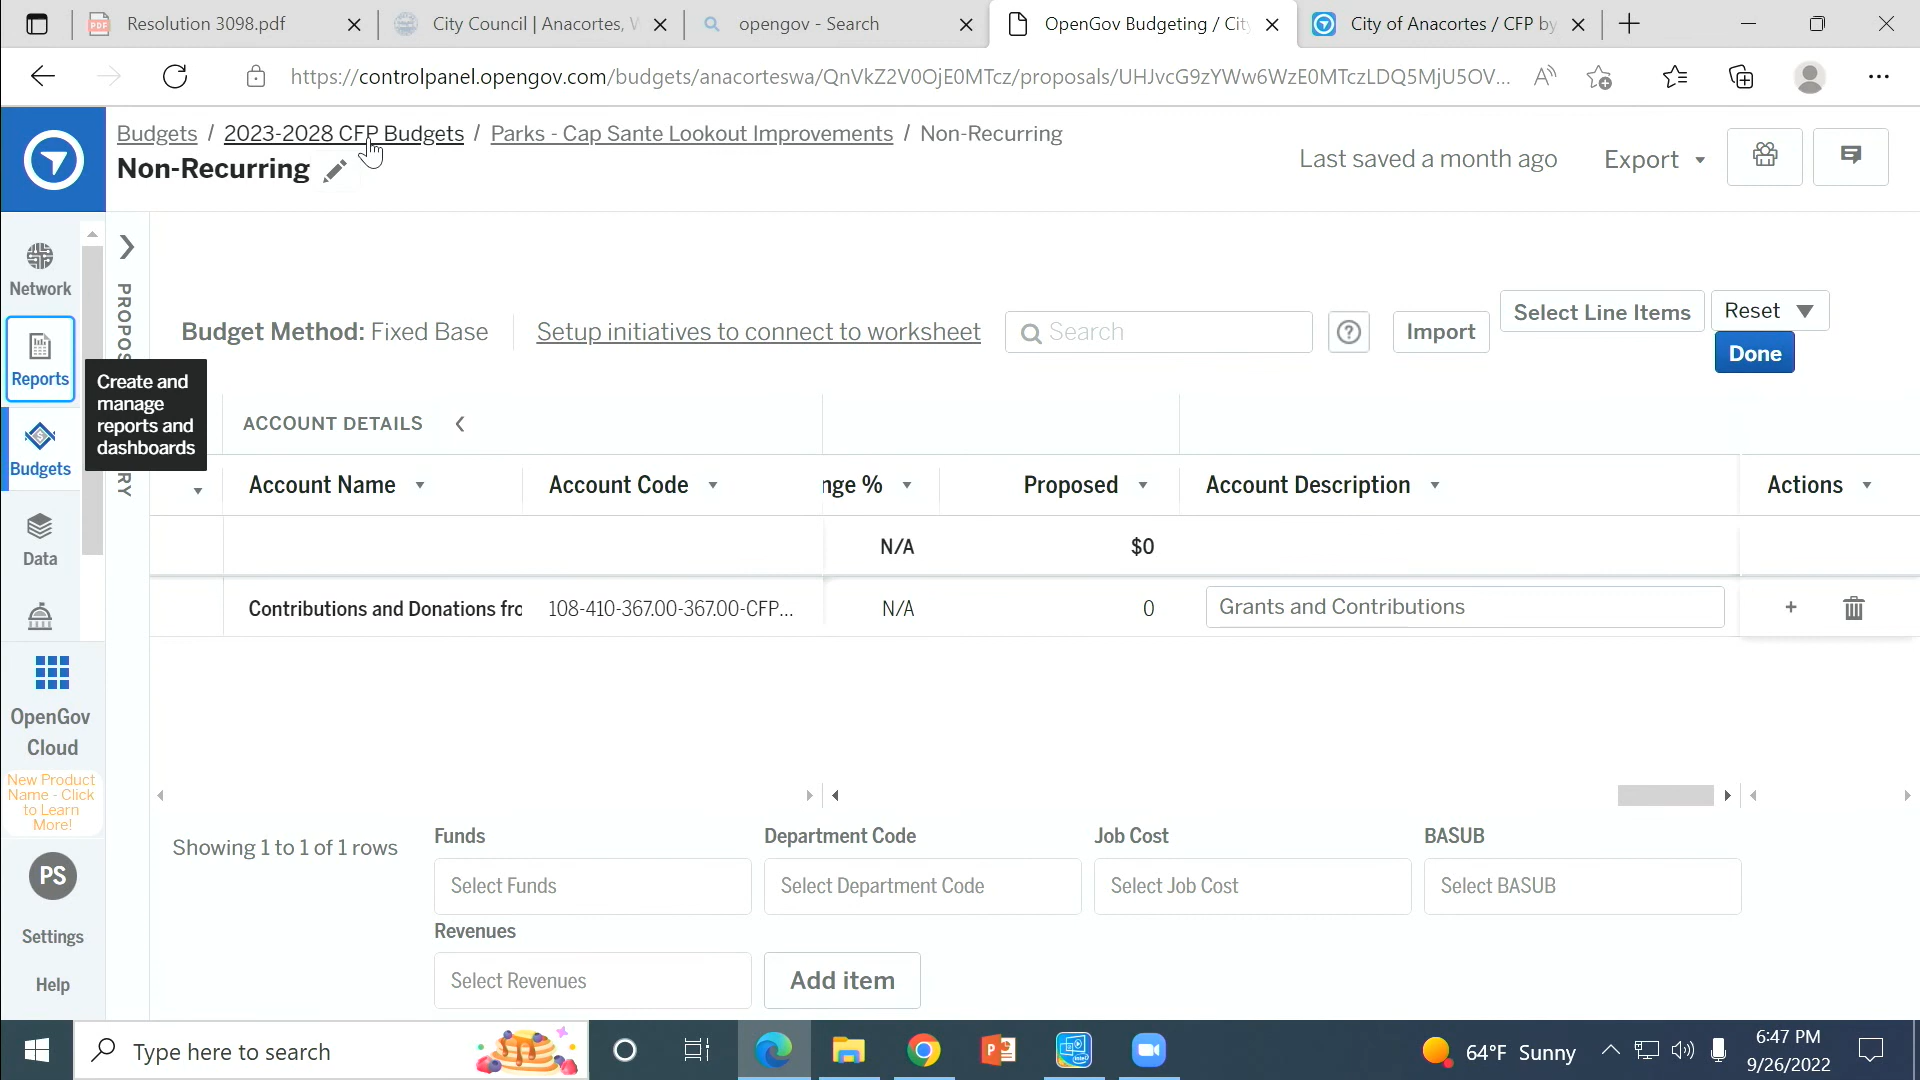 Resolution 3098.pdf
City Council | Anacortes, W
opengov - Search
OpenGov Budgeting / City
City of Anacortes / CFP by
https://controlpanel.opengov.com/budgets/anacorteswa/QnVkZ2V0OjE0MTcz/proposals/UHJvcG9zYWw6WzE0MTczLDQ5MjU5OV...
Budgets / 2023-2028 CFP Budgets / Parks - Cap Sante Lookout Improvements / Non-Recurring
Non-Recurring
Last saved a month ago
Export
Network
Reports
Budgets
Data
OpenGov
Cloud
New Product
Name - Click
to Learn
More!
PS
Settings
Help
Create and
manage
reports and
dashboards
PROPOS
RY
Budget Method: Fixed Base
Setup initiatives to connect to worksheet
Search
Import
Select Line Items
Reset
Done
ACCOUNT DETAILS
Account Name
Account Code
nge %
Proposed
Account Description
Actions
N/A
$0
Contributions and Donations fro
108-410-367.00-367.00-CFP...
N/A
0
Grants and Contributions
+
Showing 1 to 1 of 1 rows
Funds
Department Code
Job Cost
BASUB
Select Funds
Select Department Code
Select Job Cost
Select BASUB
Revenues
Select Revenues
Add item
Type here to search
64°F Sunny
6:47 PM
9/26/2022